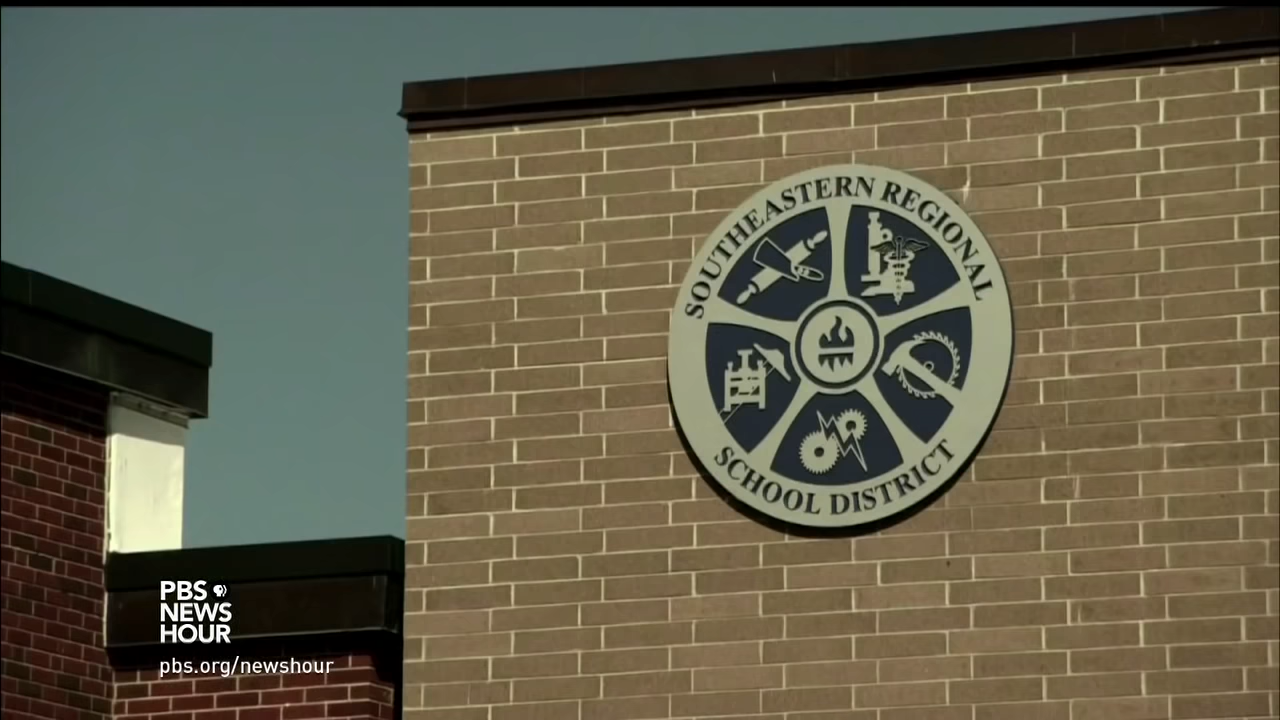 SOUTHEASTERN REGIONAL
SCHOOL DISTRICT
PBS
NEWS
HOUR
pbs.org/newshour